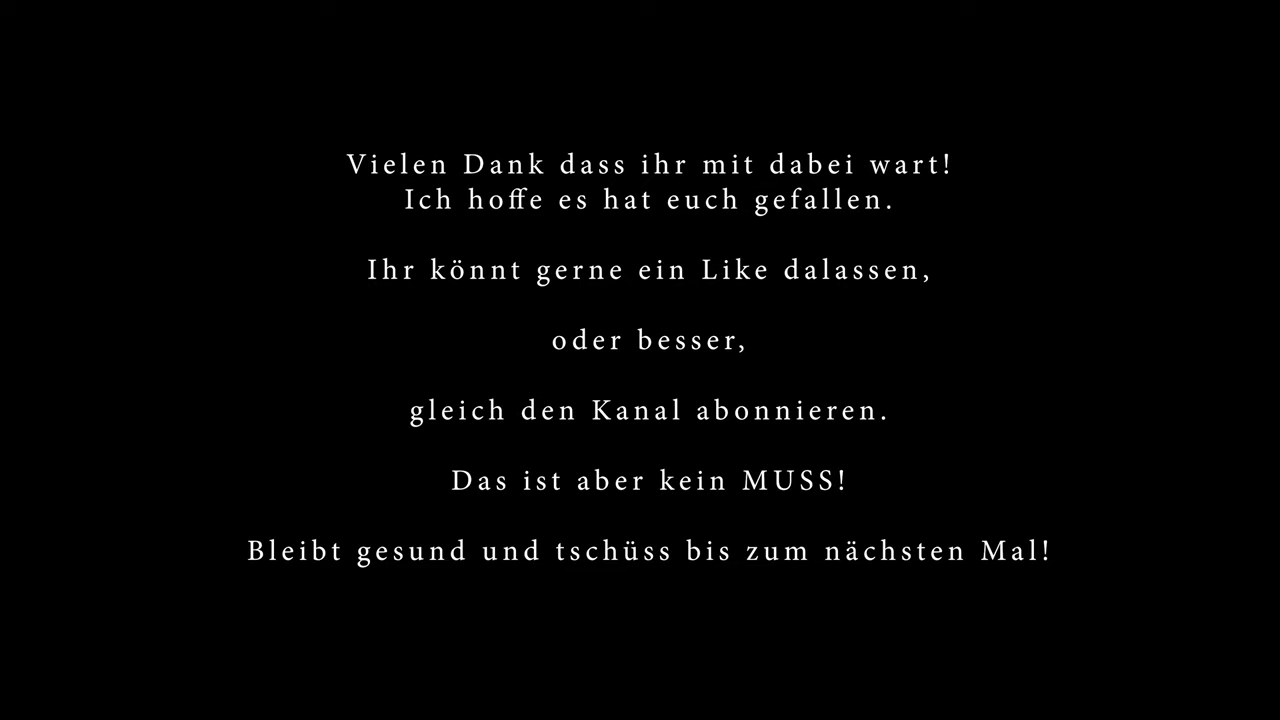 Vielen Dank dass ihr mit dabei wart!
Ich hoffe es hat euch gefallen.
Ihr könnt gerne ein Like dalassen,
oder besser,
gleich den Kanal abonnieren.
Das ist aber kein MUSS!
Bleibt gesund und tschüss bis zum nächsten Mal!